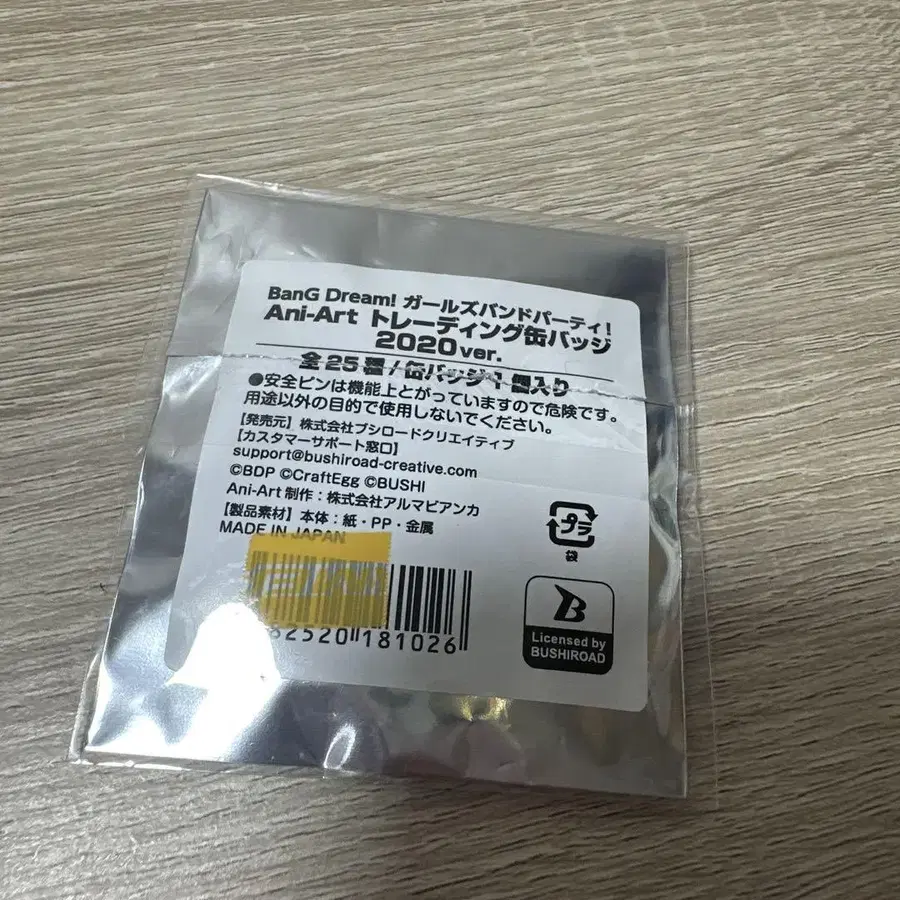 BanG Dream! ガールズバンドパーティ!
Ani-Art トレーディング缶バッジ
2020 ver.
全25種/缶バッジ1個入り
●安全ピンは機能上とがっていますので危険です。
用途以外の目的で使用しないでください。
【発売元】株式会社ブシロードクリエイティブ
【カスタマーサポート窓口】
support@bushiroad-creative.com
©BDP ©CraftEgg ©BUSHI
Ani-Art 制作:株式会社アルマビアンカ
【製品素材】本体:紙・PP・金属
MADE IN JAPAN
プラ
袋
62520 181026
B
Licensed by
BUSHIROAD